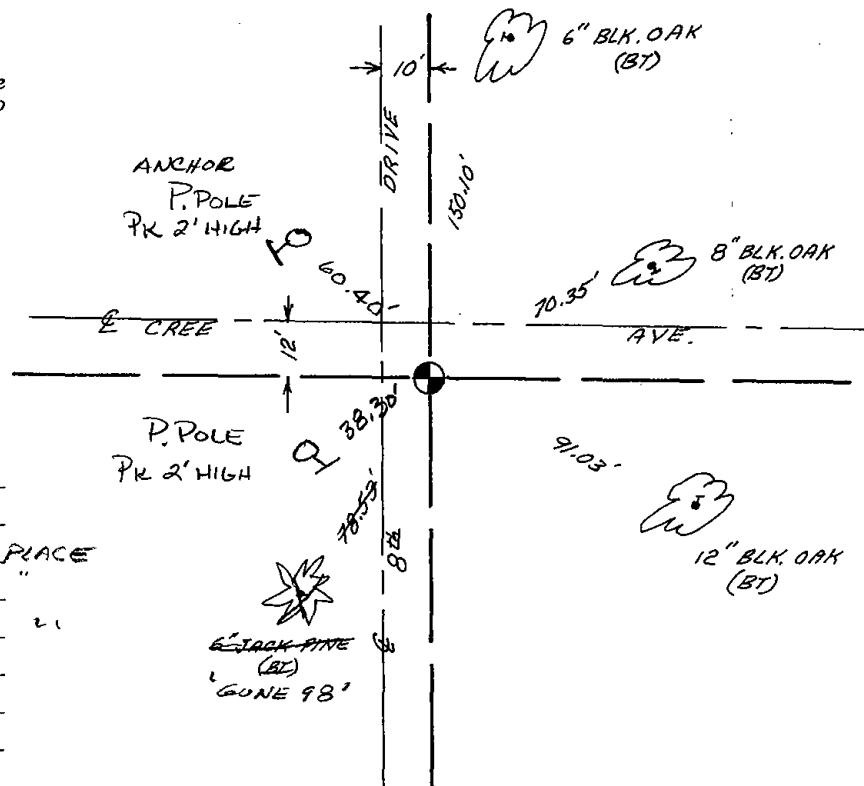 6" BLK. OAK
(BT)
10'
DRIVE
150.10'
ANCHOR
P. POLE
PK 2' HIGH
60.40'
8" BLK. OAK
(BT)
70.35'
℄ CREE
AVE.
12'
P. POLE
PK 2' HIGH
38.30'
91.03'
78.53'
8th
℄
PLACE
"
12" BLK. OAK
(BT)
6" JACK PINE
(BT)
'GONE 98'